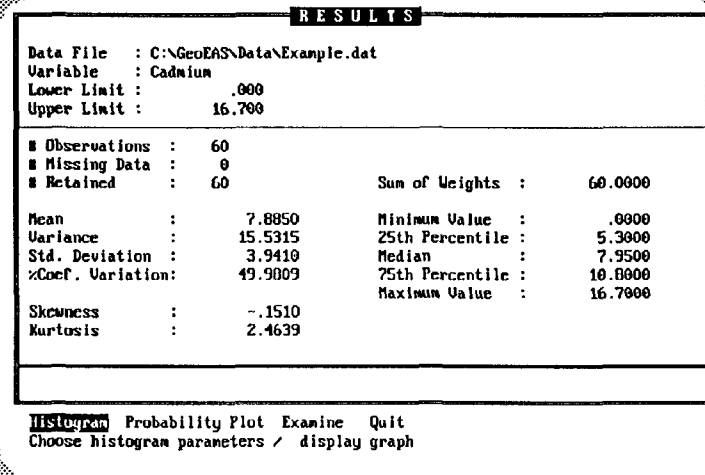 RESULTS
Data File : C:\GeoEAS\Data\Example.dat
Variable : Cadmium
Lower Limit : .000
Upper Limit : 16.700
# Observations : 60
# Missing Data : 0
# Retained : 60 Sum of Weights : 60.0000
Mean : 7.8850 Minimum Value : .0000
Variance : 15.5315 25th Percentile : 5.3000
Std. Deviation : 3.9410 Median : 7.9500
%Coef. Variation: 49.9809 75th Percentile : 10.8000
Maximum Value : 16.7000
Skewness : -.1510
Kurtosis : 2.4639
Histogram Probability Plot Examine Quit
Choose histogram parameters / display graph